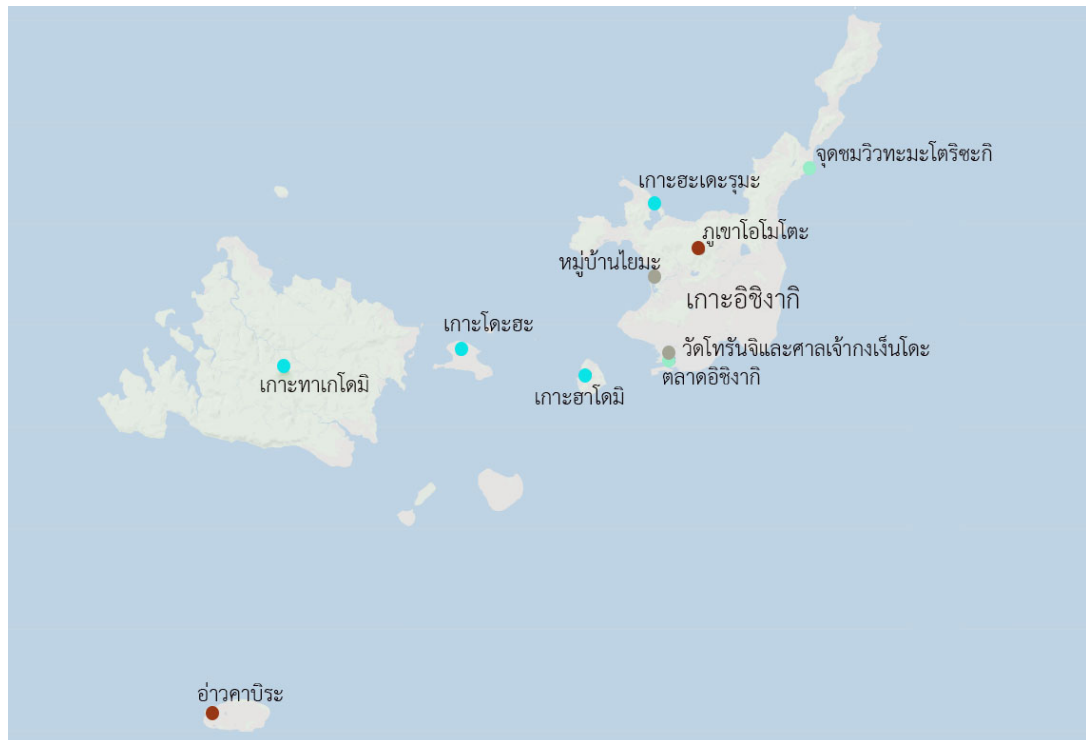 จุดชมวิวทะมะโตริซะกิ
เกาะฮะเดะรุมะ
ภูเขาโอโมโตะ
หมู่บ้านไยมะ
เกาะอิชิงากิ
เกาะโดะฮะ
วัดโทรันจิและศาลเจ้ากงเง็นโดะ
เกาะทาเกโดมิ
ตลาดอิชิงากิ
เกาะฮาโดมิ
อ่าวคาบิระ